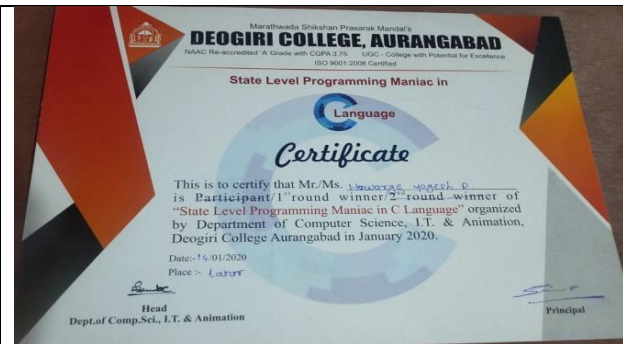 Marathwada Shikshan Prasarak Mandal's
DEOGIRI COLLEGE, AURANGABAD
NAAC Re-accredited 'A' Grade with CGPA 3.75 UGC - College with Potential for Excellence
ISO 9001:2008 Certified
State Level Programming Maniac in
C Language
Certificate
This is to certify that Mr./Ms. Hawarge Yogesh D
is Participant/1st round winner/2nd round winner of
"State Level Programming Maniac in C Language" organized
by Department of Computer Science, I.T. & Animation,
Deogiri College Aurangabad in January 2020.
Date:- /01/2020
Place :- Latur
Head
Dept.of Comp.Sci., I.T. & Animation
Principal